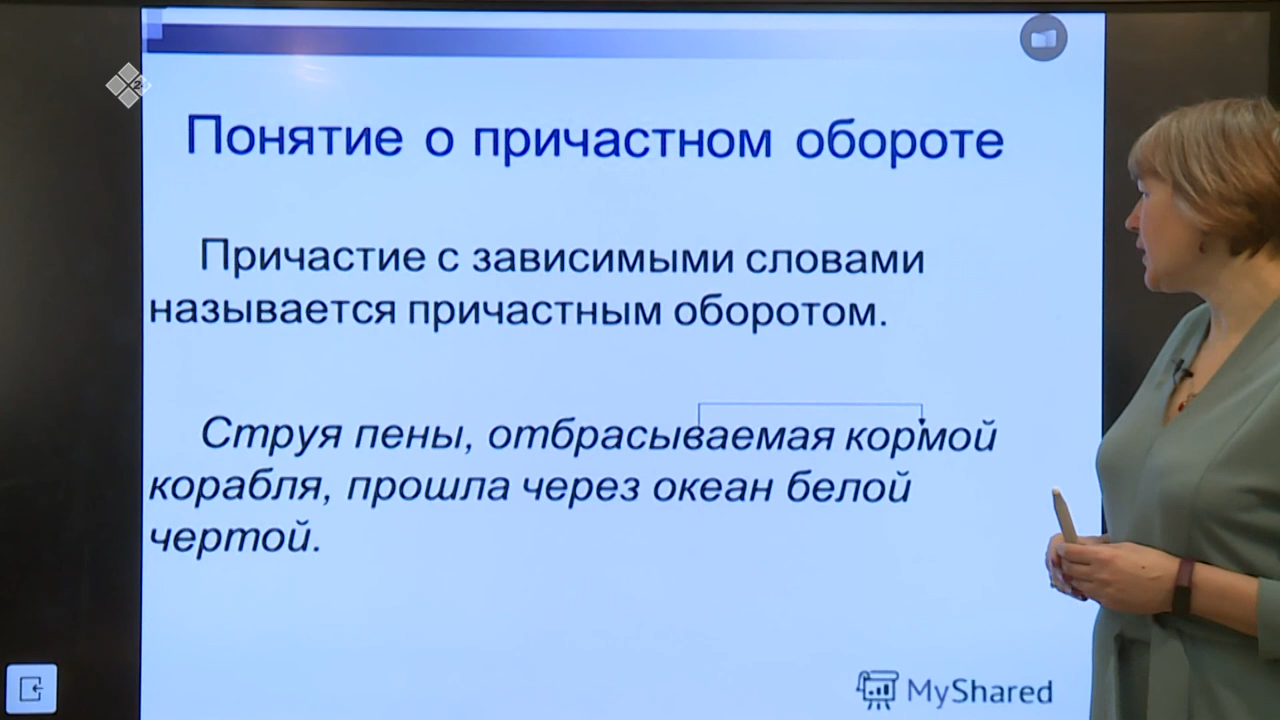 Понятие о причастном обороте
Причастие с зависимыми словами
называется причастным оборотом.
Струя пены, отбрасываемая кормой
корабля, прошла через океан белой
чертой.
MyShared